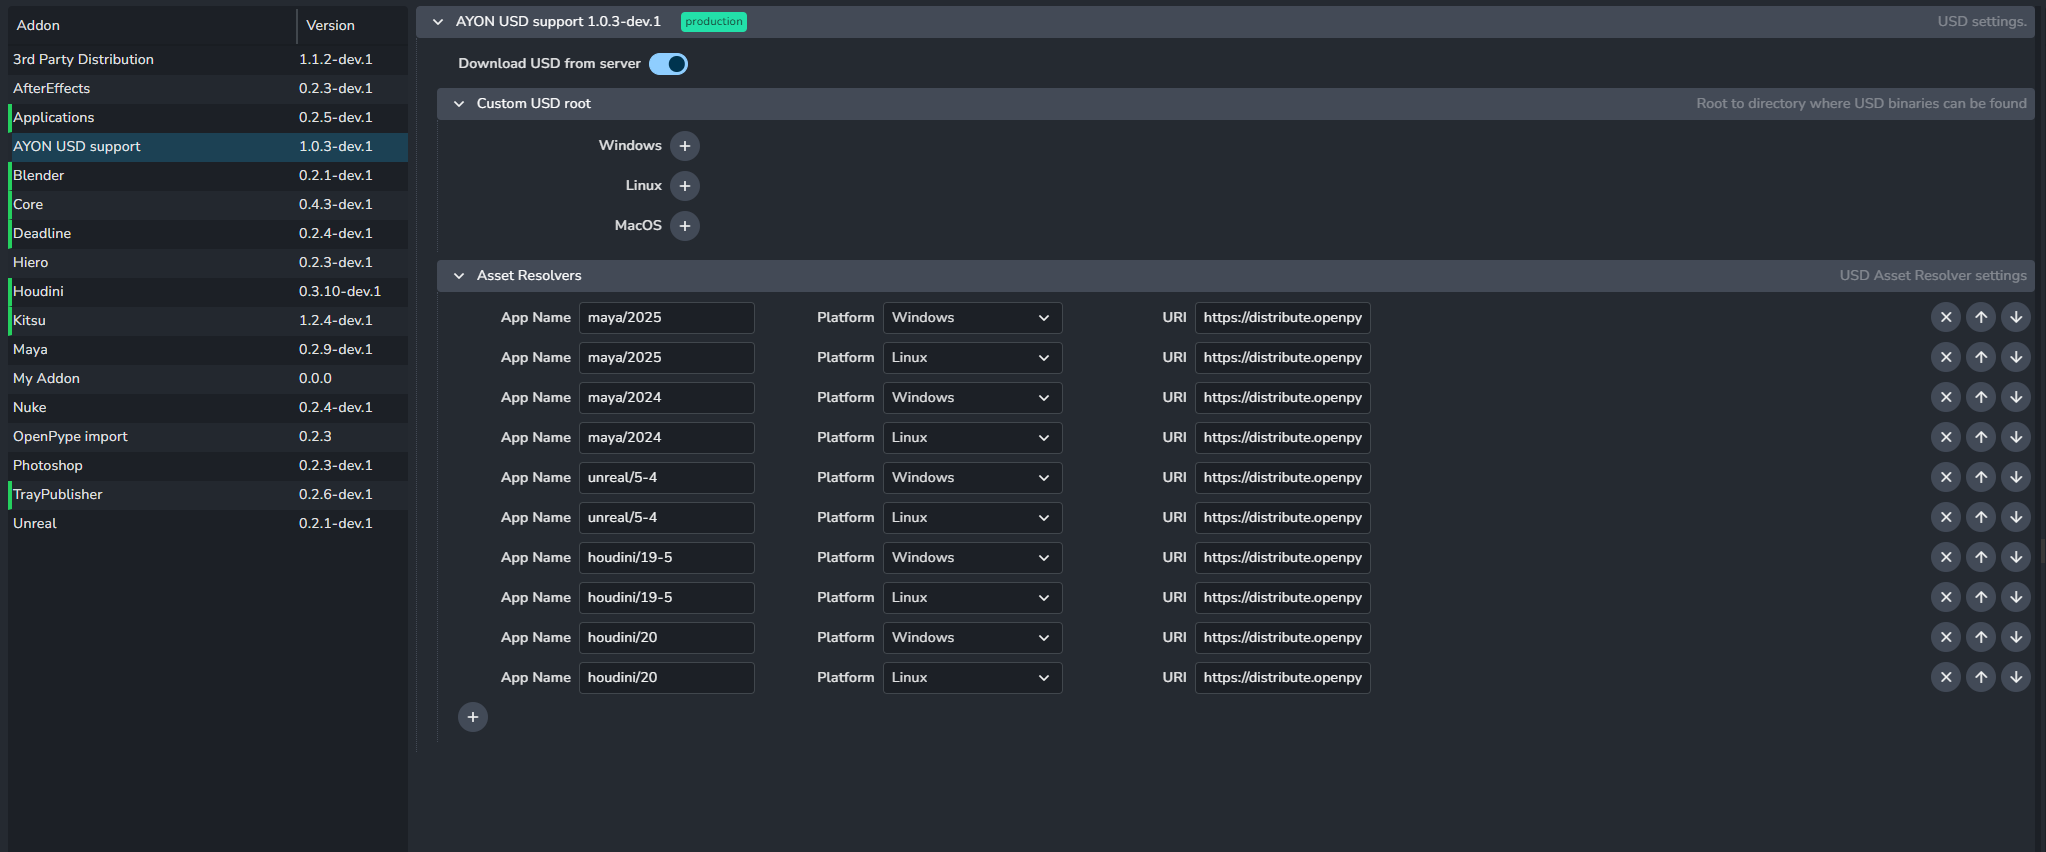 Addon Version
3rd Party Distribution 1.1.2-dev.1
AfterEffects 0.2.3-dev.1
Applications 0.2.5-dev.1
AYON USD support 1.0.3-dev.1
Blender 0.2.1-dev.1
Core 0.4.3-dev.1
Deadline 0.2.4-dev.1
Hiero 0.2.3-dev.1
Houdini 0.3.10-dev.1
Kitsu 1.2.4-dev.1
Maya 0.2.9-dev.1
My Addon 0.0.0
Nuke 0.2.4-dev.1
OpenPype import 0.2.3
Photoshop 0.2.3-dev.1
TrayPublisher 0.2.6-dev.1
Unreal 0.2.1-dev.1
AYON USD support 1.0.3-dev.1 production USD settings.
Download USD from server
Custom USD root Root to directory where USD binaries can be found
Windows
Linux
MacOS
Asset Resolvers USD Asset Resolver settings
App Name maya/2025 Platform Windows URI https://distribute.openpy
App Name maya/2025 Platform Linux URI https://distribute.openpy
App Name maya/2024 Platform Windows URI https://distribute.openpy
App Name maya/2024 Platform Linux URI https://distribute.openpy
App Name unreal/5-4 Platform Windows URI https://distribute.openpy
App Name unreal/5-4 Platform Linux URI https://distribute.openpy
App Name houdini/19-5 Platform Windows URI https://distribute.openpy
App Name houdini/19-5 Platform Linux URI https://distribute.openpy
App Name houdini/20 Platform Windows URI https://distribute.openpy
App Name houdini/20 Platform Linux URI https://distribute.openpy